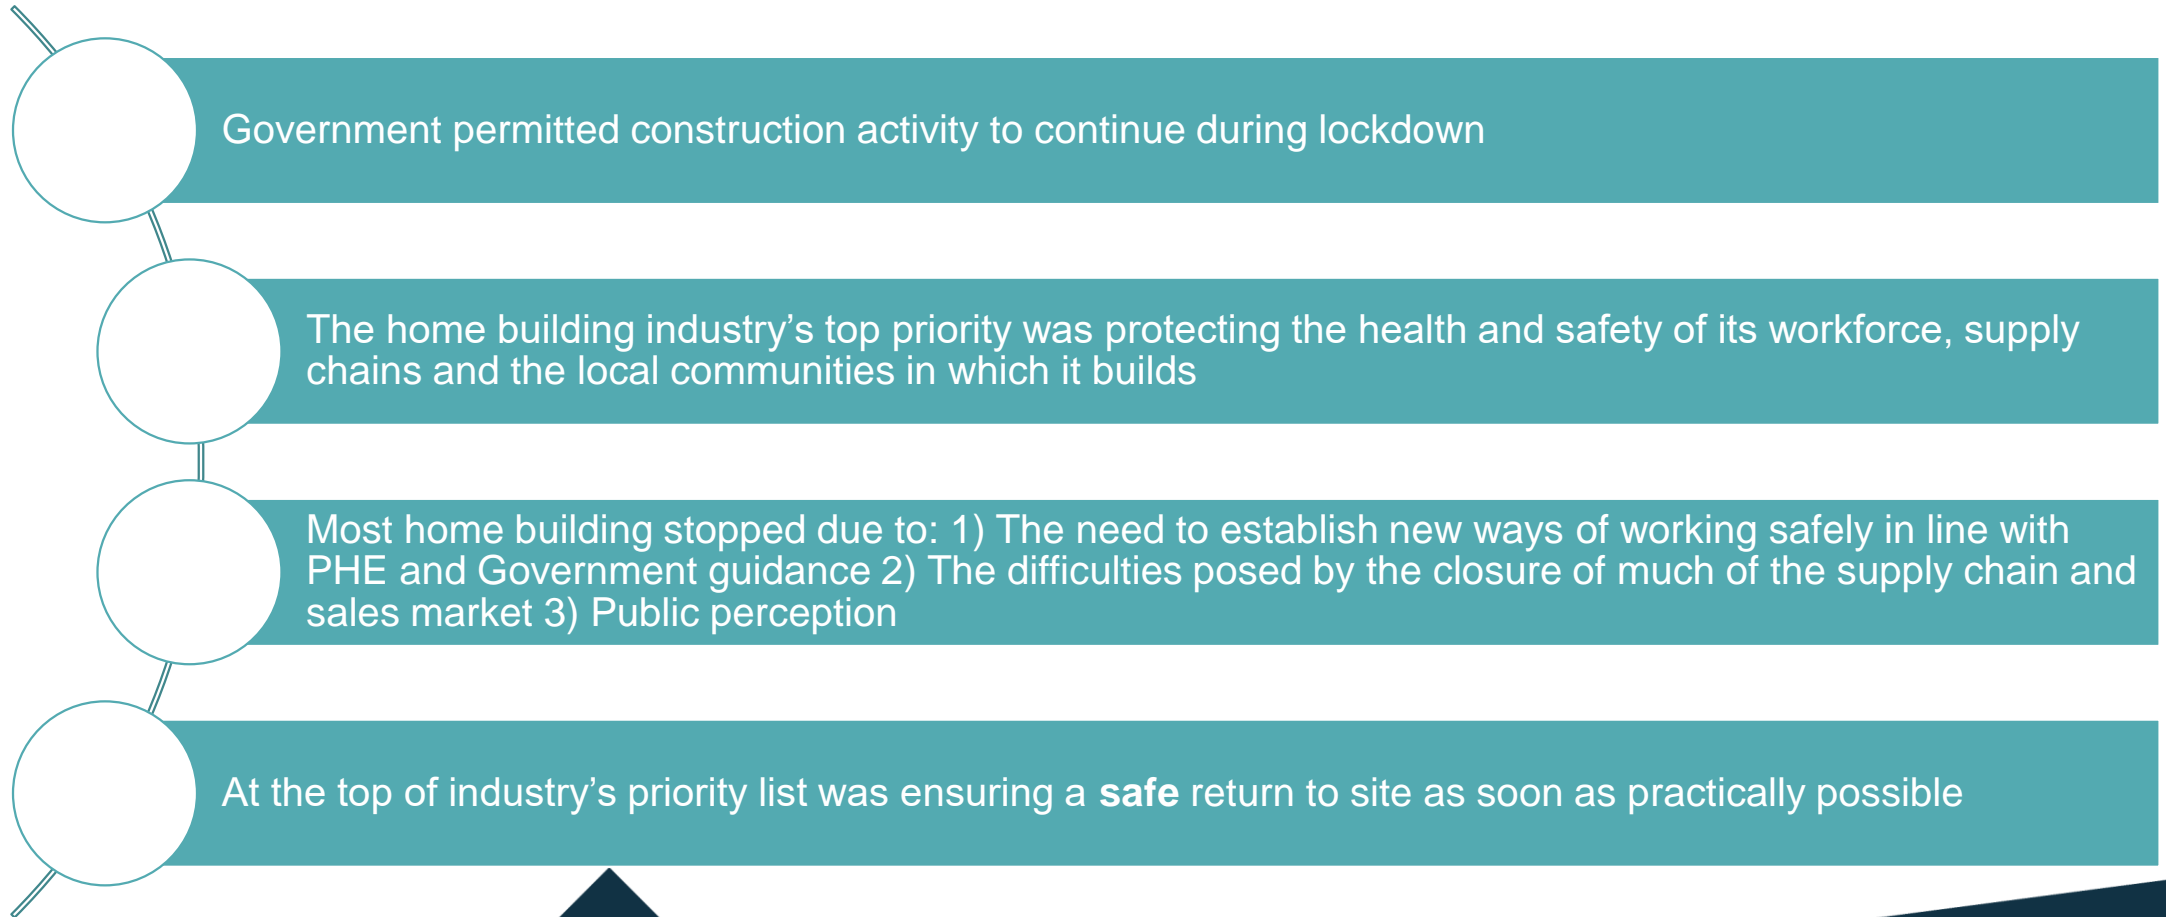 Government permitted construction activity to continue during lockdown
The home building industry’s top priority was protecting the health and safety of its workforce, supply
chains and the local communities in which it builds
Most home building stopped due to: 1) The need to establish new ways of working safely in line with
PHE and Government guidance 2) The difficulties posed by the closure of much of the supply chain and
sales market 3) Public perception
At the top of industry’s priority list was ensuring a safe return to site as soon as practically possible